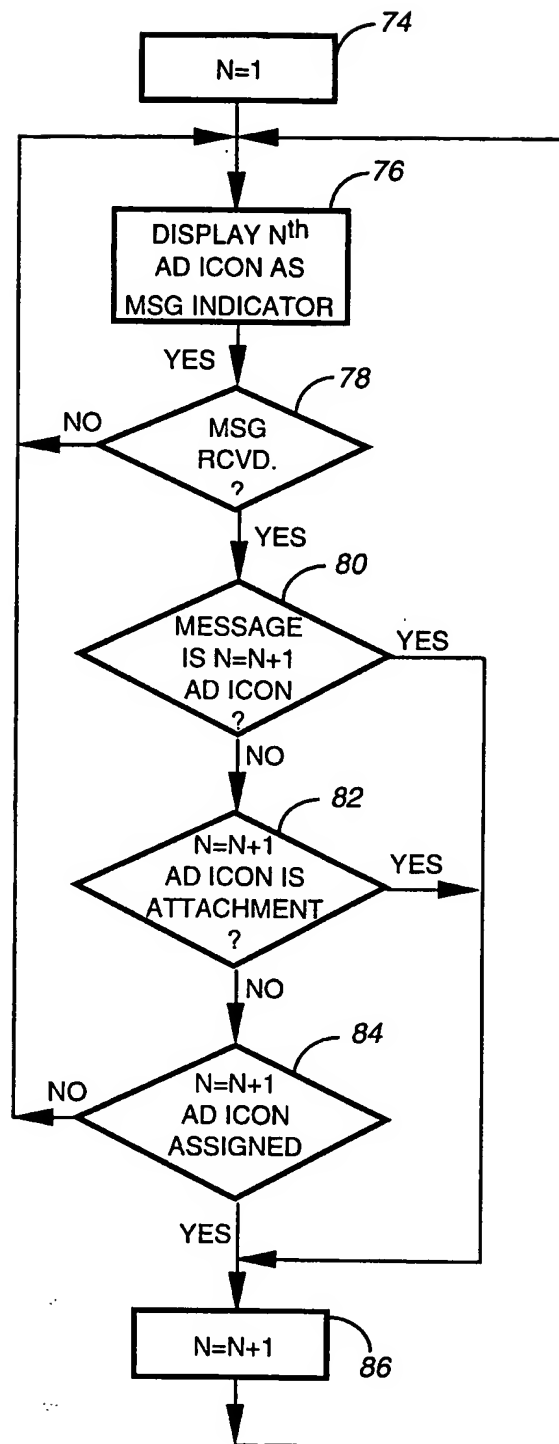 74
N=1
76
DISPLAY Nth
AD ICON AS
MSG INDICATOR
YES
78
NO
MSG
RCVD.
?
YES
80
MESSAGE
IS N=N+1
AD ICON
?
YES
NO
82
N=N+1
AD ICON IS
ATTACHMENT
?
YES
NO
84
NO
N=N+1
AD ICON
ASSIGNED
YES
N=N+1
86